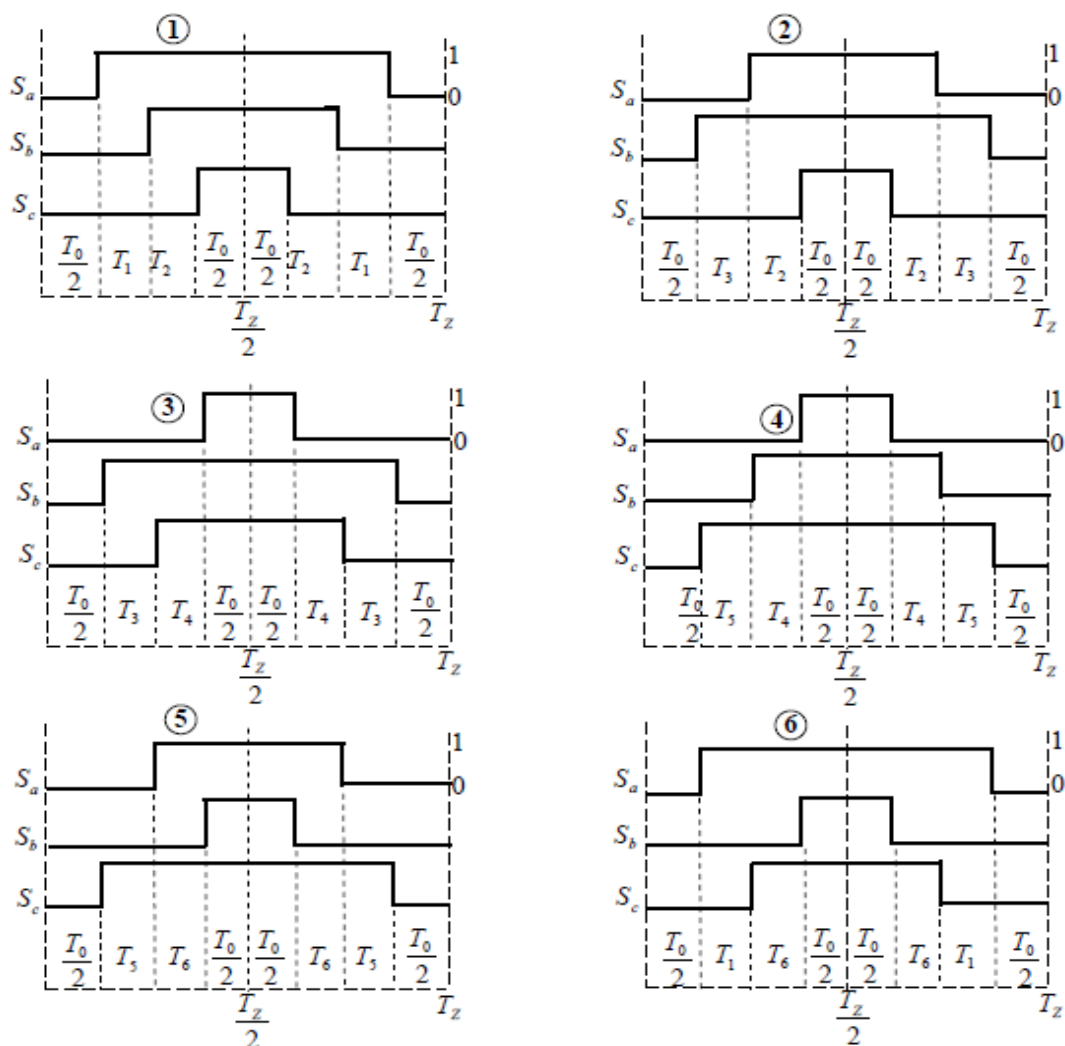 ① 1
S_a 0
S_b
S_c
T_0/2 T_1 T_2 T_0/2 T_0/2 T_2 T_1 T_0/2
T_Z/2 T_Z
② 1
S_a 0
S_b
S_c
T_0/2 T_3 T_2 T_0/2 T_0/2 T_2 T_3 T_0/2
T_Z/2 T_Z
③ 1
S_a 0
S_b
S_c
T_0/2 T_3 T_4 T_0/2 T_0/2 T_4 T_3 T_0/2
T_Z/2 T_Z
④ 1
S_a 0
S_b
S_c
T_0/2 T_5 T_4 T_0/2 T_0/2 T_4 T_5 T_0/2
T_Z/2 T_Z
⑤ 1
S_a 0
S_b
S_c
T_0/2 T_5 T_6 T_0/2 T_0/2 T_6 T_5 T_0/2
T_Z/2 T_Z
⑥ 1
S_a 0
S_b
S_c
T_0/2 T_1 T_6 T_0/2 T_0/2 T_6 T_1 T_0/2
T_Z/2 T_Z